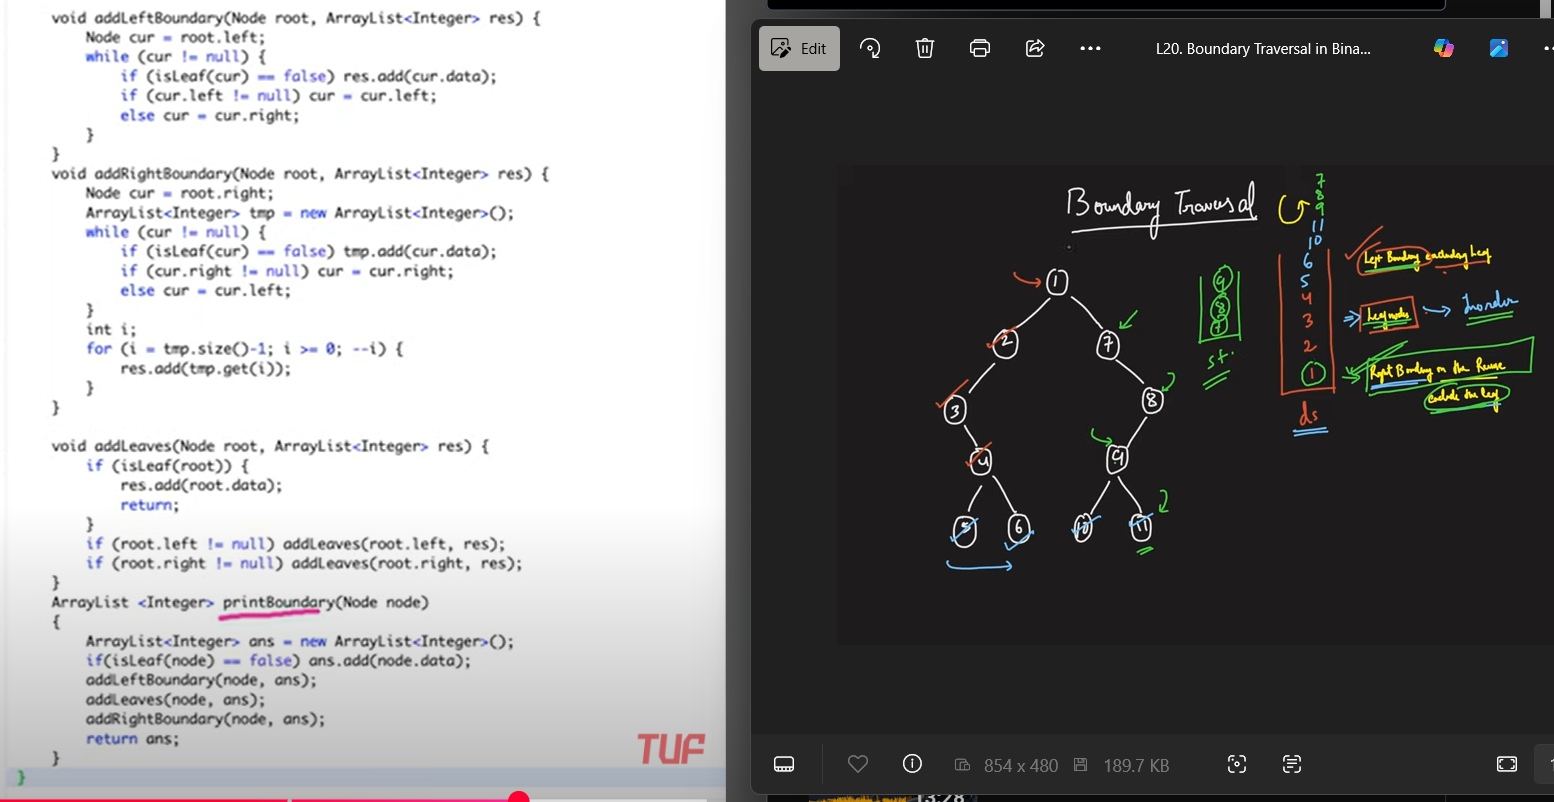 void addLeftBoundary(Node root, ArrayList<Integer> res) {
Node cur = root.left;
while (cur != null) {
if (isLeaf(cur) == false) res.add(cur.data);
if (cur.left != null) cur = cur.left;
else cur = cur.right;
}
}
void addRightBoundary(Node root, ArrayList<Integer> res) {
Node cur = root.right;
ArrayList<Integer> tmp = new ArrayList<Integer>();
while (cur != null) {
if (isLeaf(cur) == false) tmp.add(cur.data);
if (cur.right != null) cur = cur.right;
else cur = cur.left;
}
int i;
for (i = tmp.size()-1; i >= 0; --i) {
res.add(tmp.get(i));
}
}
void addLeaves(Node root, ArrayList<Integer> res) {
if (isLeaf(root)) {
res.add(root.data);
return;
}
if (root.left != null) addLeaves(root.left, res);
if (root.right != null) addLeaves(root.right, res);
}
ArrayList <Integer> printBoundary(Node node)
{
ArrayList<Integer> ans = new ArrayList<Integer>();
if(isLeaf(node) == false) ans.add(node.data);
addLeftBoundary(node, ans);
addLeaves(node, ans);
addRightBoundary(node, ans);
return ans;
}
}
TUF
Edit
L20. Boundary Traversal in Bina...
Boundary Traversal
1
2
7
3
8
4
9
5
6
10
11
9
8
7
st.
7
8
9
11
10
6
5
4
3
2
1
ds
Left Boundary excluding leaf
Leaf nodes
Inorder
Right Boundary in the Reverse
exclude the leaf
854 x 480
189.7 KB
13:28